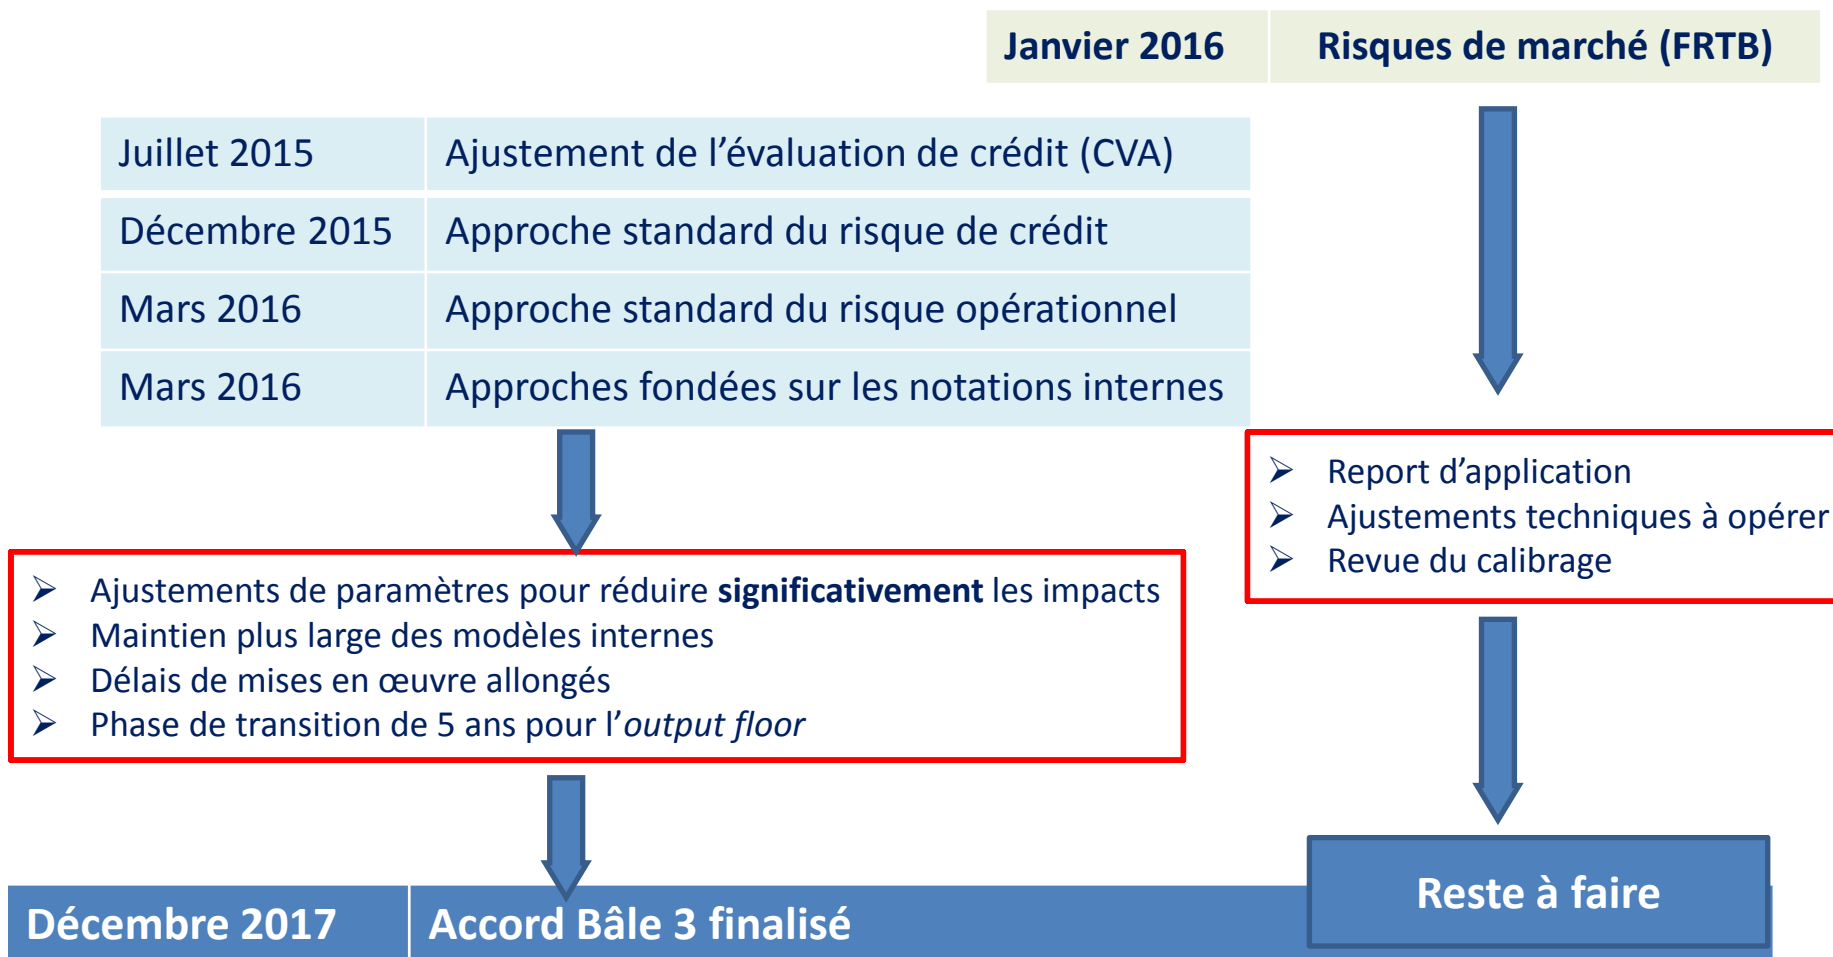 Janvier 2016 Risques de marché (FRTB)
Juillet 2015 Ajustement de l’évaluation de crédit (CVA)
Décembre 2015 Approche standard du risque de crédit
Mars 2016 Approche standard du risque opérationnel
Mars 2016 Approches fondées sur les notations internes
➢ Report d’application
➢ Ajustements techniques à opérer
➢ Revue du calibrage
➢ Ajustements de paramètres pour réduire significativement les impacts
➢ Maintien plus large des modèles internes
➢ Délais de mises en œuvre allongés
➢ Phase de transition de 5 ans pour l’output floor
Reste à faire
Décembre 2017 Accord Bâle 3 finalisé